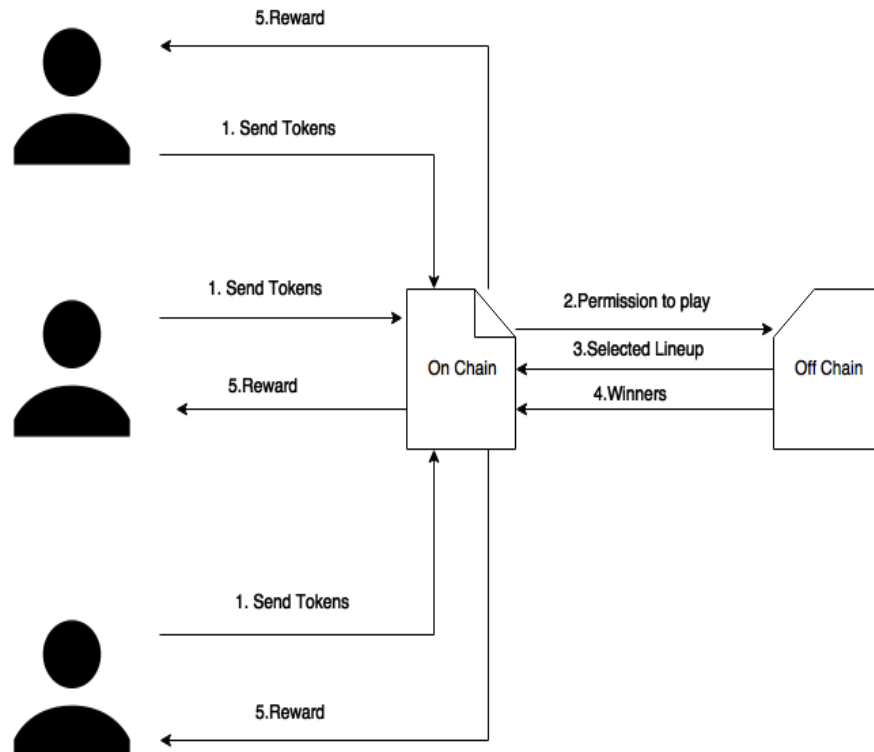 5.Reward
1. Send Tokens
1. Send Tokens
2.Permission to play
3.Selected Lineup
On Chain
Off Chain
5.Reward
4.Winners
1. Send Tokens
5.Reward